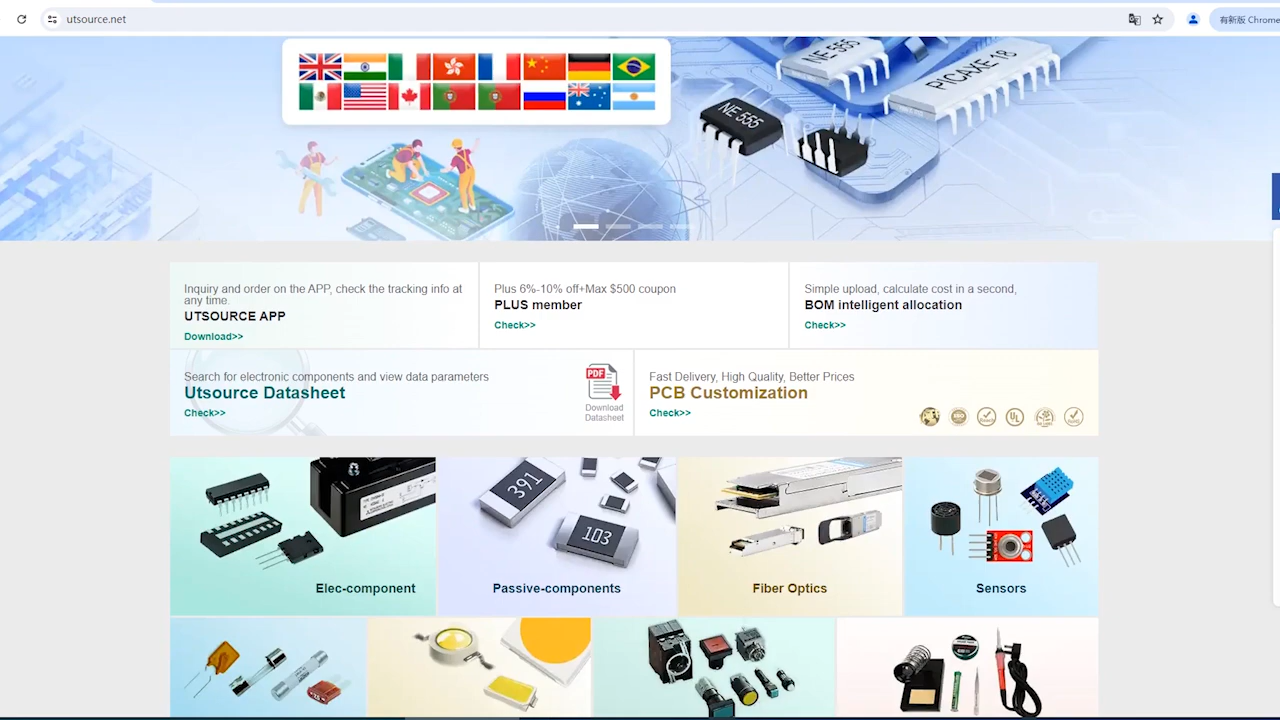 utsource.net
有新版 Chrome
NE 555
PICAXE-18
NE 555
Inquiry and order on the APP, check the tracking info at
any time.
UTSOURCE APP
Download>>
Plus 6%-10% off+Max $500 coupon
PLUS member
Check>>
Simple upload, calculate cost in a second,
BOM intelligent allocation
Check>>
Search for electronic components and view data parameters
Utsource Datasheet
Check>>
PDF
Download
Datasheet
Fast Delivery, High Quality, Better Prices
PCB Customization
Check>>
UL
391
103
Elec-component
Passive-components
Fiber Optics
Sensors